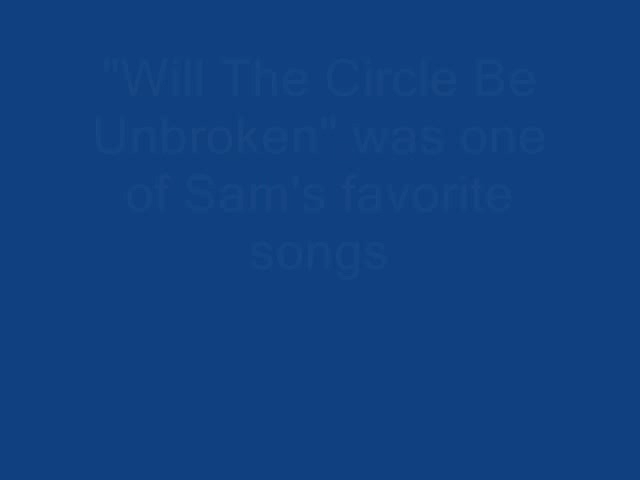 "Will The Circle Be
Unbroken" was one
of Sam's favorite
songs